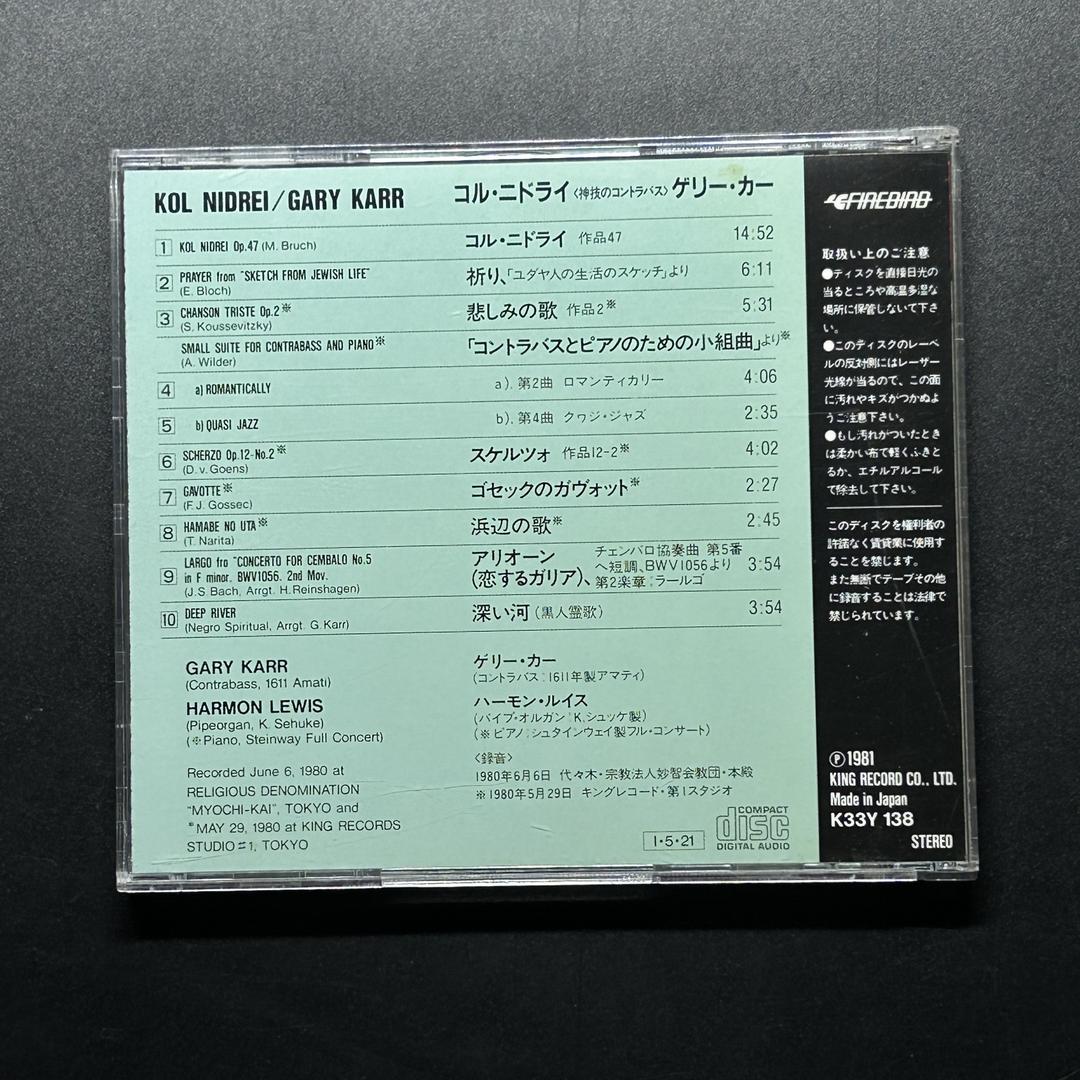 KOL NIDREI/GARY KARR コル・ニドライ〈神技のコントラバス〉ゲリー・カー
1 KOL NIDREI Op.47 (M. Bruch) コル・ニドライ 作品47 14:52
2 PRAYER from "SKETCH FROM JEWISH LIFE" 祈り、「ユダヤ人の生活のスケッチ」より 6:11
(E. Bloch)
3 CHANSON TRISTE Op.2※ 悲しみの歌 作品2※ 5:31
(S. Koussevitzky)
SMALL SUITE FOR CONTRABASS AND PIANO※ 「コントラバスとピアノのための小組曲」より※
(A. Wilder)
4 a) ROMANTICALLY a). 第2曲 ロマンティカリー 4:06
5 b) QUASI JAZZ b). 第4曲 クヮジ・ジャズ 2:35
6 SCHERZO Op.12-No.2※ スケルツォ 作品12-2※ 4:02
(D. v. Goens)
7 GAVOTTE※ ゴセックのガヴォット※ 2:27
(F. J. Gossec)
8 HAMABE NO UTA※ 浜辺の歌※ 2:45
(T. Narita)
9 LARGO fro "CONCERTO FOR CEMBALO No.5
in F minor. BWV1056. 2nd Mov.
(J. S. Bach, Arrgt. H. Reinshagen)
アリオーン
(恋するガリア)、
チェンバロ協奏曲 第5番
ヘ短調、BWV1056より
第2楽章:ラールゴ
3:54
10 DEEP RIVER 深い河 (黒人霊歌) 3:54
(Negro Spiritual, Arrgt. G. Karr)
GARY KARR
(Contrabass, 1611 Amati)
HARMON LEWIS
(Pipeorgan, K. Sehuke)
(※Piano, Steinway Full Concert)
Recorded June 6, 1980 at
RELIGIOUS DENOMINATION
"MYOCHI-KAI", TOKYO and
※MAY 29, 1980 at KING RECORDS
STUDIO #1, TOKYO
ゲリー・カー
(コントラバス:1611年製アマティ)
ハーモン・ルイス
(パイプ・オルガン:K.シュッケ製)
(※ピアノ:シュタインウェイ製フル・コンサート)
〈録音〉
1980年6月6日 代々木・宗教法人妙智會教団・本殿
※1980年5月29日 キングレコード・第1スタジオ
I・5・21
COMPACT
disc
DIGITAL AUDIO
FIREBIRD
取扱い上のご注意
●ディスクを直接日光の
当るところや高温多湿な
場所に保管しないで下さ
い。
●このディスクのレーベ
ルの反対側にはレーザー
光線が当るので、この面
に汚れやキズがつかぬよ
うご注意下さい。
●もし汚れがついたとき
は柔かい布で軽くふきと
るか、エチルアルコール
で除去して下さい。
このディスクを権利者の
許諾なく賃貸業に使用す
ることを禁じます。
また無断でテープその他
に録音することは法律で
禁じられています。
Ⓟ1981
KING RECORD CO., LTD.
Made in Japan
K33Y 138
STEREO